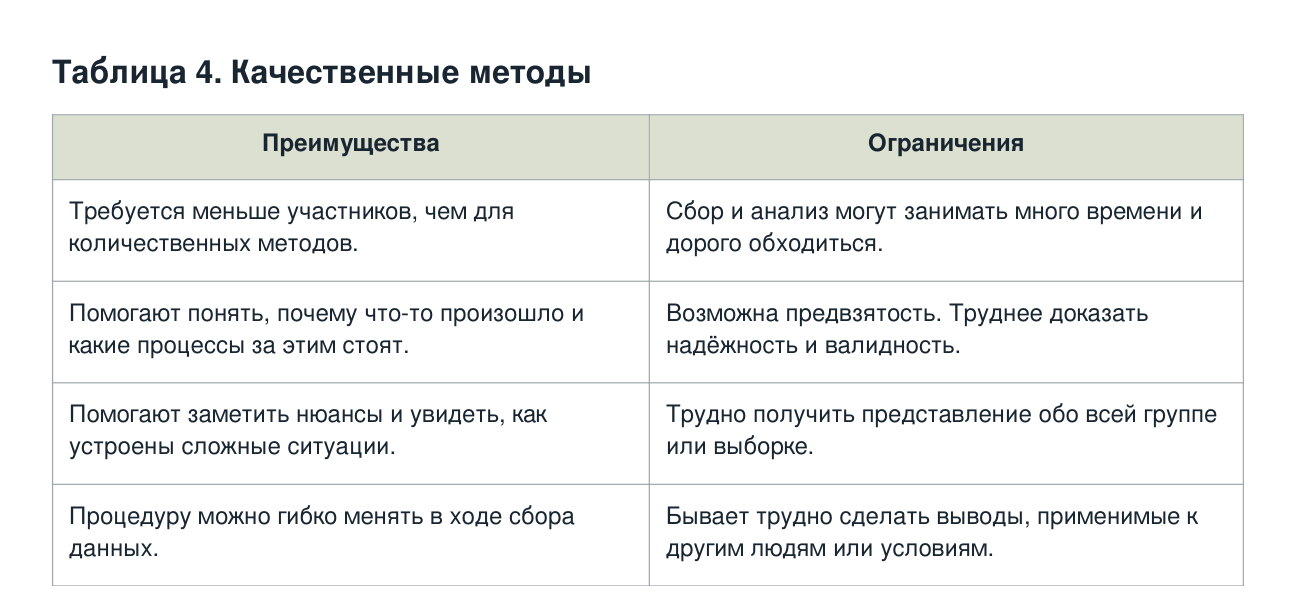 Таблица 4. Качественные методы
Преимущества
Ограничения
Требуется меньше участников, чем для
количественных методов.
Сбор и анализ могут занимать много времени и
дорого обходиться.
Помогают понять, почему что-то произошло и
какие процессы за этим стоят.
Возможна предвзятость. Труднее доказать
надёжность и валидность.
Помогают заметить нюансы и увидеть, как
устроены сложные ситуации.
Трудно получить представление обо всей группе
или выборке.
Процедуру можно гибко менять в ходе сбора
данных.
Бывает трудно сделать выводы, применимые к
другим людям или условиям.